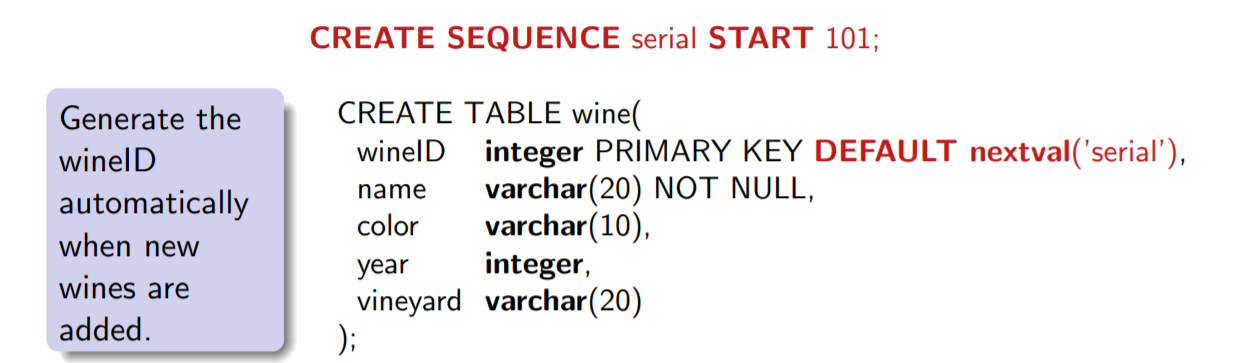 CREATE SEQUENCE serial START 101;
Generate the
wineID
automatically
when new
wines are
added.
CREATE TABLE wine(
wineID integer PRIMARY KEY DEFAULT nextval('serial'),
name varchar(20) NOT NULL,
color varchar(10),
year integer,
vineyard varchar(20)
);